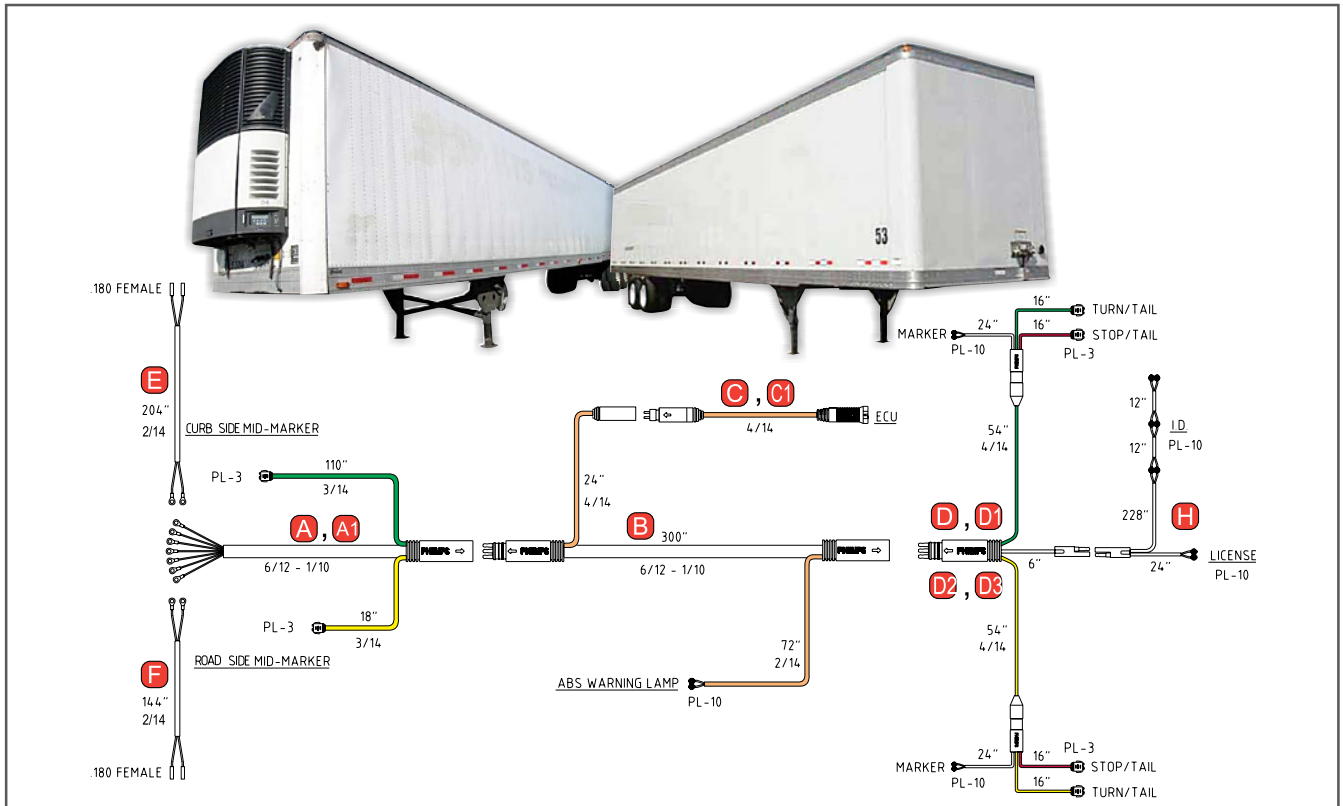 53
.180 FEMALE
E
204"
2/14
CURB SIDE MID-MARKER
PL-3
110"
3/14
A , A1
6/12 - 1/10
PHILLIPS
PL-3
18"
3/14
ROAD SIDE MID-MARKER
F
144"
2/14
.180 FEMALE
C , C1
4/14
ECU
24"
4/14
PHILLIPS
B
300"
6/12 - 1/10
PHILLIPS
72"
2/14
ABS WARNING LAMP
PL-10
MARKER
24"
PL-10
16"
TURN/TAIL
16"
STOP/TAIL
PL-3
54"
4/14
D , D1
PHILLIPS
D2 , D3
6"
12"
I.D.
12"
PL-10
228"
H
LICENSE
24"
PL-10
54"
4/14
MARKER
24"
PL-10
PL-3
16"
STOP/TAIL
16"
TURN/TAIL